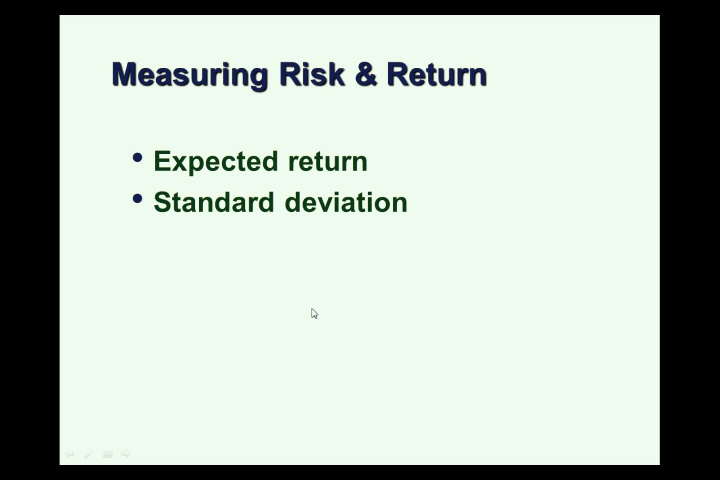 Measuring Risk & Return
• Expected return
• Standard deviation